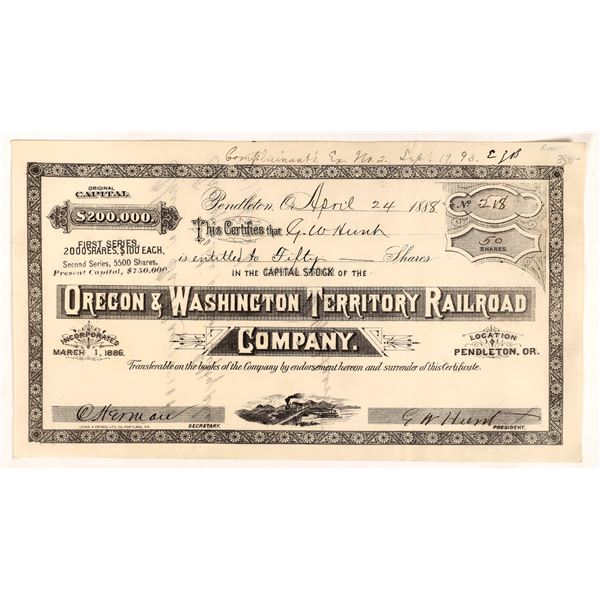 Complainant's Ex. No. 2. Sep. 19. 93.
ORIGINAL CAPITAL
$200.000.
FIRST SERIES
2000 SHARES, $100 EACH,
Second Series, 5500 Shares.
Present Capital, $750.000
Pendleton, O. April 24 1888
No 218
This Certifies that G. W. Hunt
50
SHARES
is entitled to Fifty Shares
IN THE CAPITAL STOCK OF THE
OREGON & WASHINGTON TERRITORY RAILROAD
COMPANY.
INCORPORATED
MARCH 1, 1886.
LOCATION
PENDLETON, OR.
Transferable on the books of the Company by endorsement hereon and surrender of this Certificate.
SECRETARY.
G W Hunt
PRESIDENT.